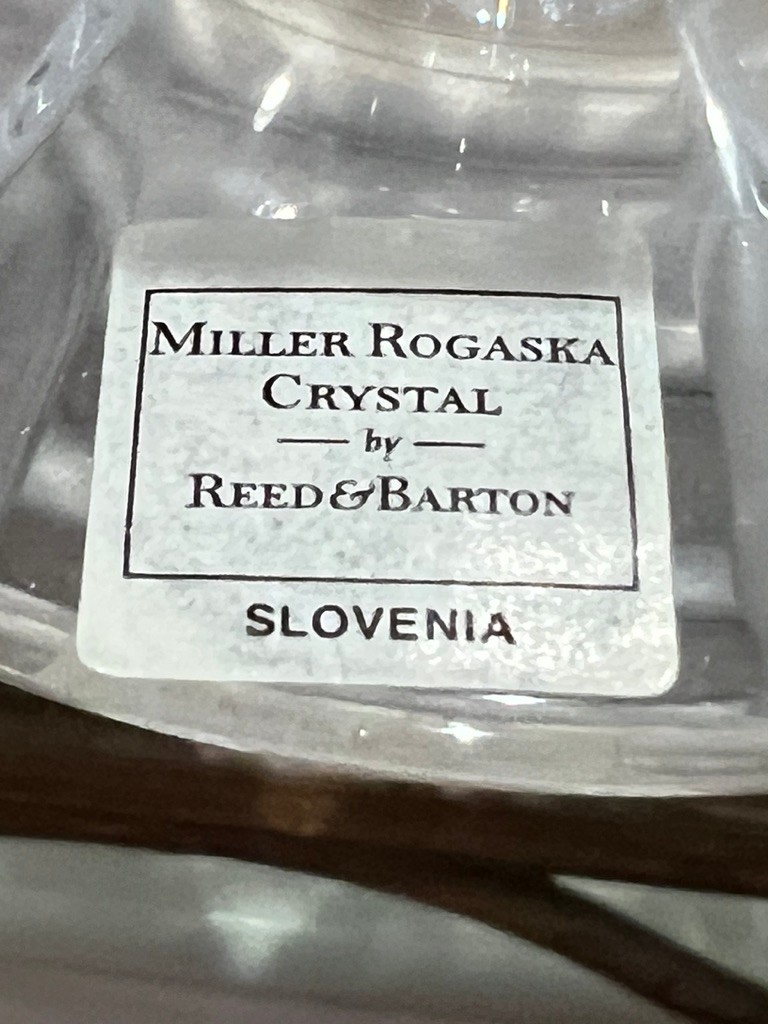 MILLER ROGASKA
CRYSTAL
— by —
REED & BARTON
SLOVENIA